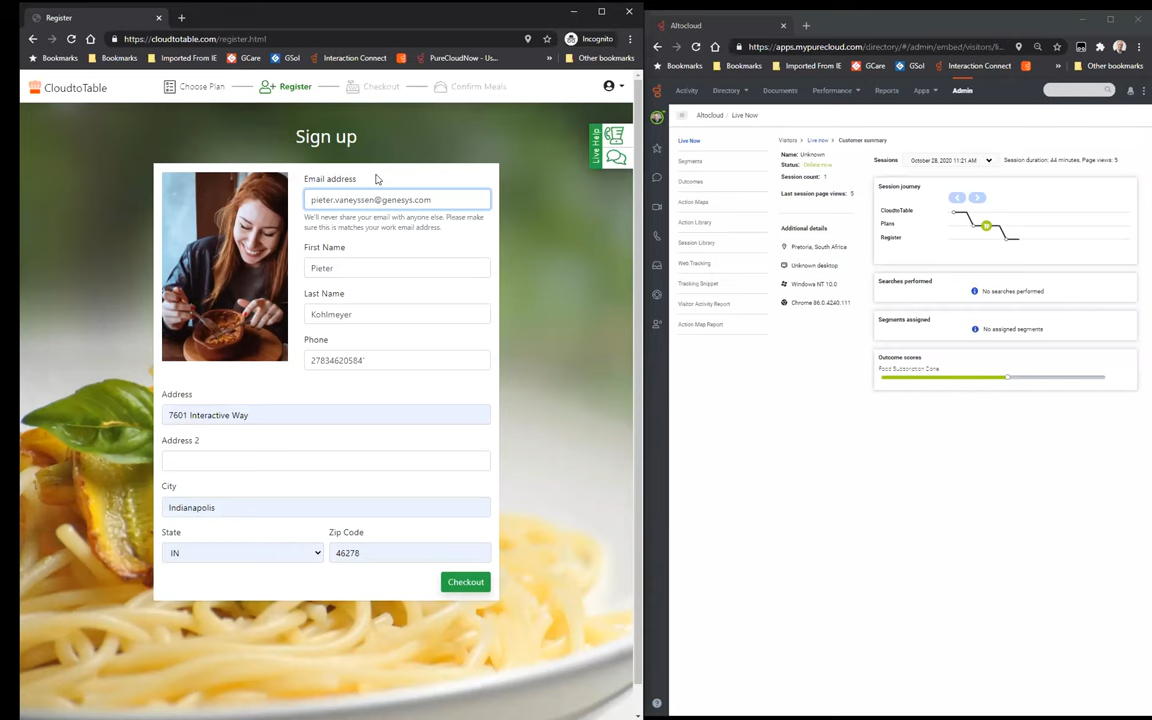 Register
https://cloudtotable.com/register.html
Incognito
Bookmarks
Bookmarks
Imported From IE
GCare
GSol
Interaction Connect
PureCloudNow - Us...
Other bookmarks
CloudtoTable
Choose Plan
Register
Checkout
Confirm Meals
Sign up
Live Help
Email address
pieter.vaneyssen@genesys.com
We'll never share your email with anyone else. Please make
sure this is matches your work email address.
First Name
Pieter
Last Name
Kohlmeyer
Phone
27834620584'
Address
7601 Interactive Way
Address 2
City
Indianapolis
State
Zip Code
IN
46278
Checkout
Altocloud
https://apps.mypurecloud.com/directory/#/admin/embed/visitors/li...
Bookmarks
Bookmarks
Imported From IE
GCare
GSol
Interaction Connect
Other bookmarks
Activity
Directory
Documents
Performance
Reports
Apps
Admin
Altocloud / Live Now
Live Now
Segments
Outcomes
Action Maps
Action Library
Session Library
Web Tracking
Tracking Snippet
Visitor Activity Report
Action Map Report
Visitors > Live now > Customer summary
Name: Unknown
Status: Online now
Session count: 1
Last session page views: 5
Additional details
Pretoria, South Africa
Unknown desktop
Windows NT 10.0
Chrome 86.0.4240.111
Sessions
October 28, 2020 11:21 AM
Session duration: 44 minutes, Page views: 5
Session journey
CloudtoTable
Plans
Register
Searches performed
No searches performed
Segments assigned
No assigned segments
Outcome scores
Food Subscription Done